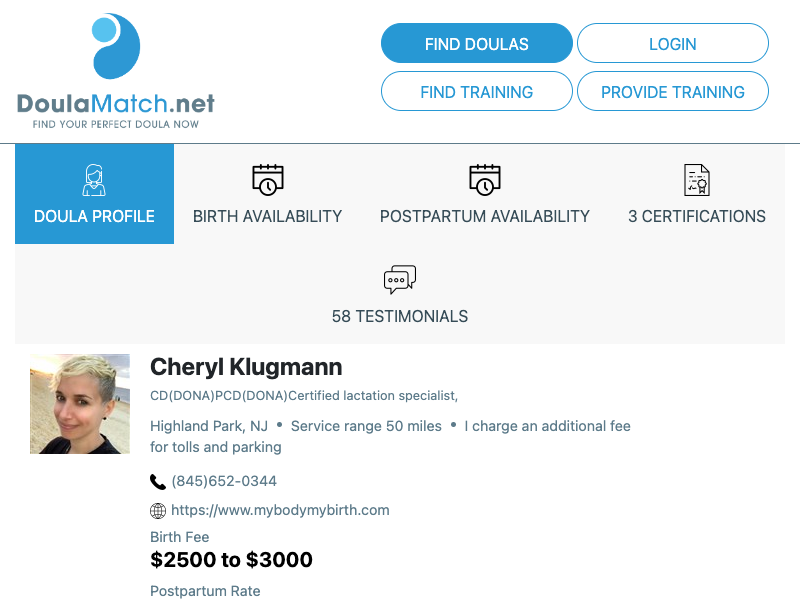 FIND DOULAS
LOGIN
FIND TRAINING
PROVIDE TRAINING
DoulaMatch.net
FIND YOUR PERFECT DOULA NOW
DOULA PROFILE
BIRTH AVAILABILITY
POSTPARTUM AVAILABILITY
3 CERTIFICATIONS
58 TESTIMONIALS
Cheryl Klugmann
CD(DONA)PCD(DONA)Certified lactation specialist,
Highland Park, NJ • Service range 50 miles • I charge an additional fee
for tolls and parking
(845)652-0344
https://www.mybodymybirth.com
Birth Fee
$2500 to $3000
Postpartum Rate